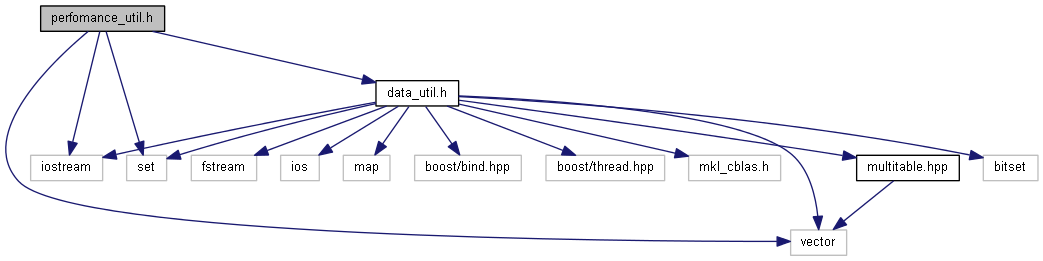 perfomance_util.h
data_util.h
iostream
set
fstream
ios
map
boost/bind.hpp
boost/thread.hpp
mkl_cblas.h
multitable.hpp
bitset
vector